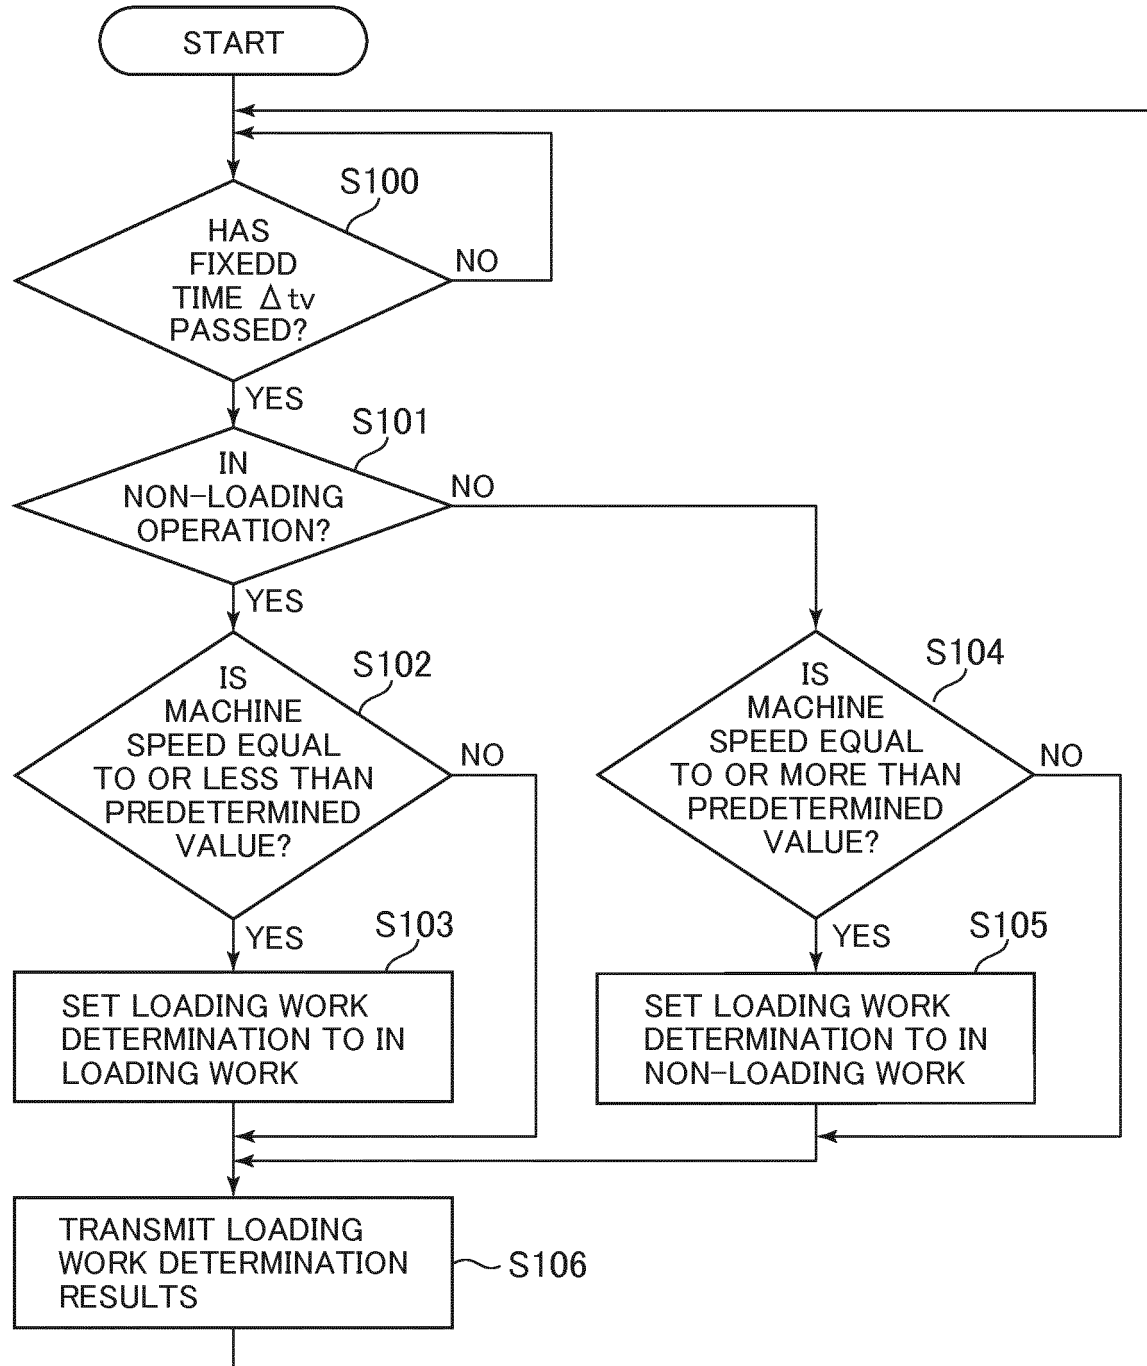 START
S100
HAS
FIXEDD
TIME Δtv
PASSED?
NO
YES
S101
IN
NON-LOADING
OPERATION?
NO
YES
S102
IS
MACHINE
SPEED EQUAL
TO OR LESS THAN
PREDETERMINED
VALUE?
NO
YES
S104
IS
MACHINE
SPEED EQUAL
TO OR MORE THAN
PREDETERMINED
VALUE?
NO
YES
S103
SET LOADING WORK
DETERMINATION TO IN
LOADING WORK
S105
SET LOADING WORK
DETERMINATION TO IN
NON-LOADING WORK
TRANSMIT LOADING
WORK DETERMINATION
RESULTS
S106